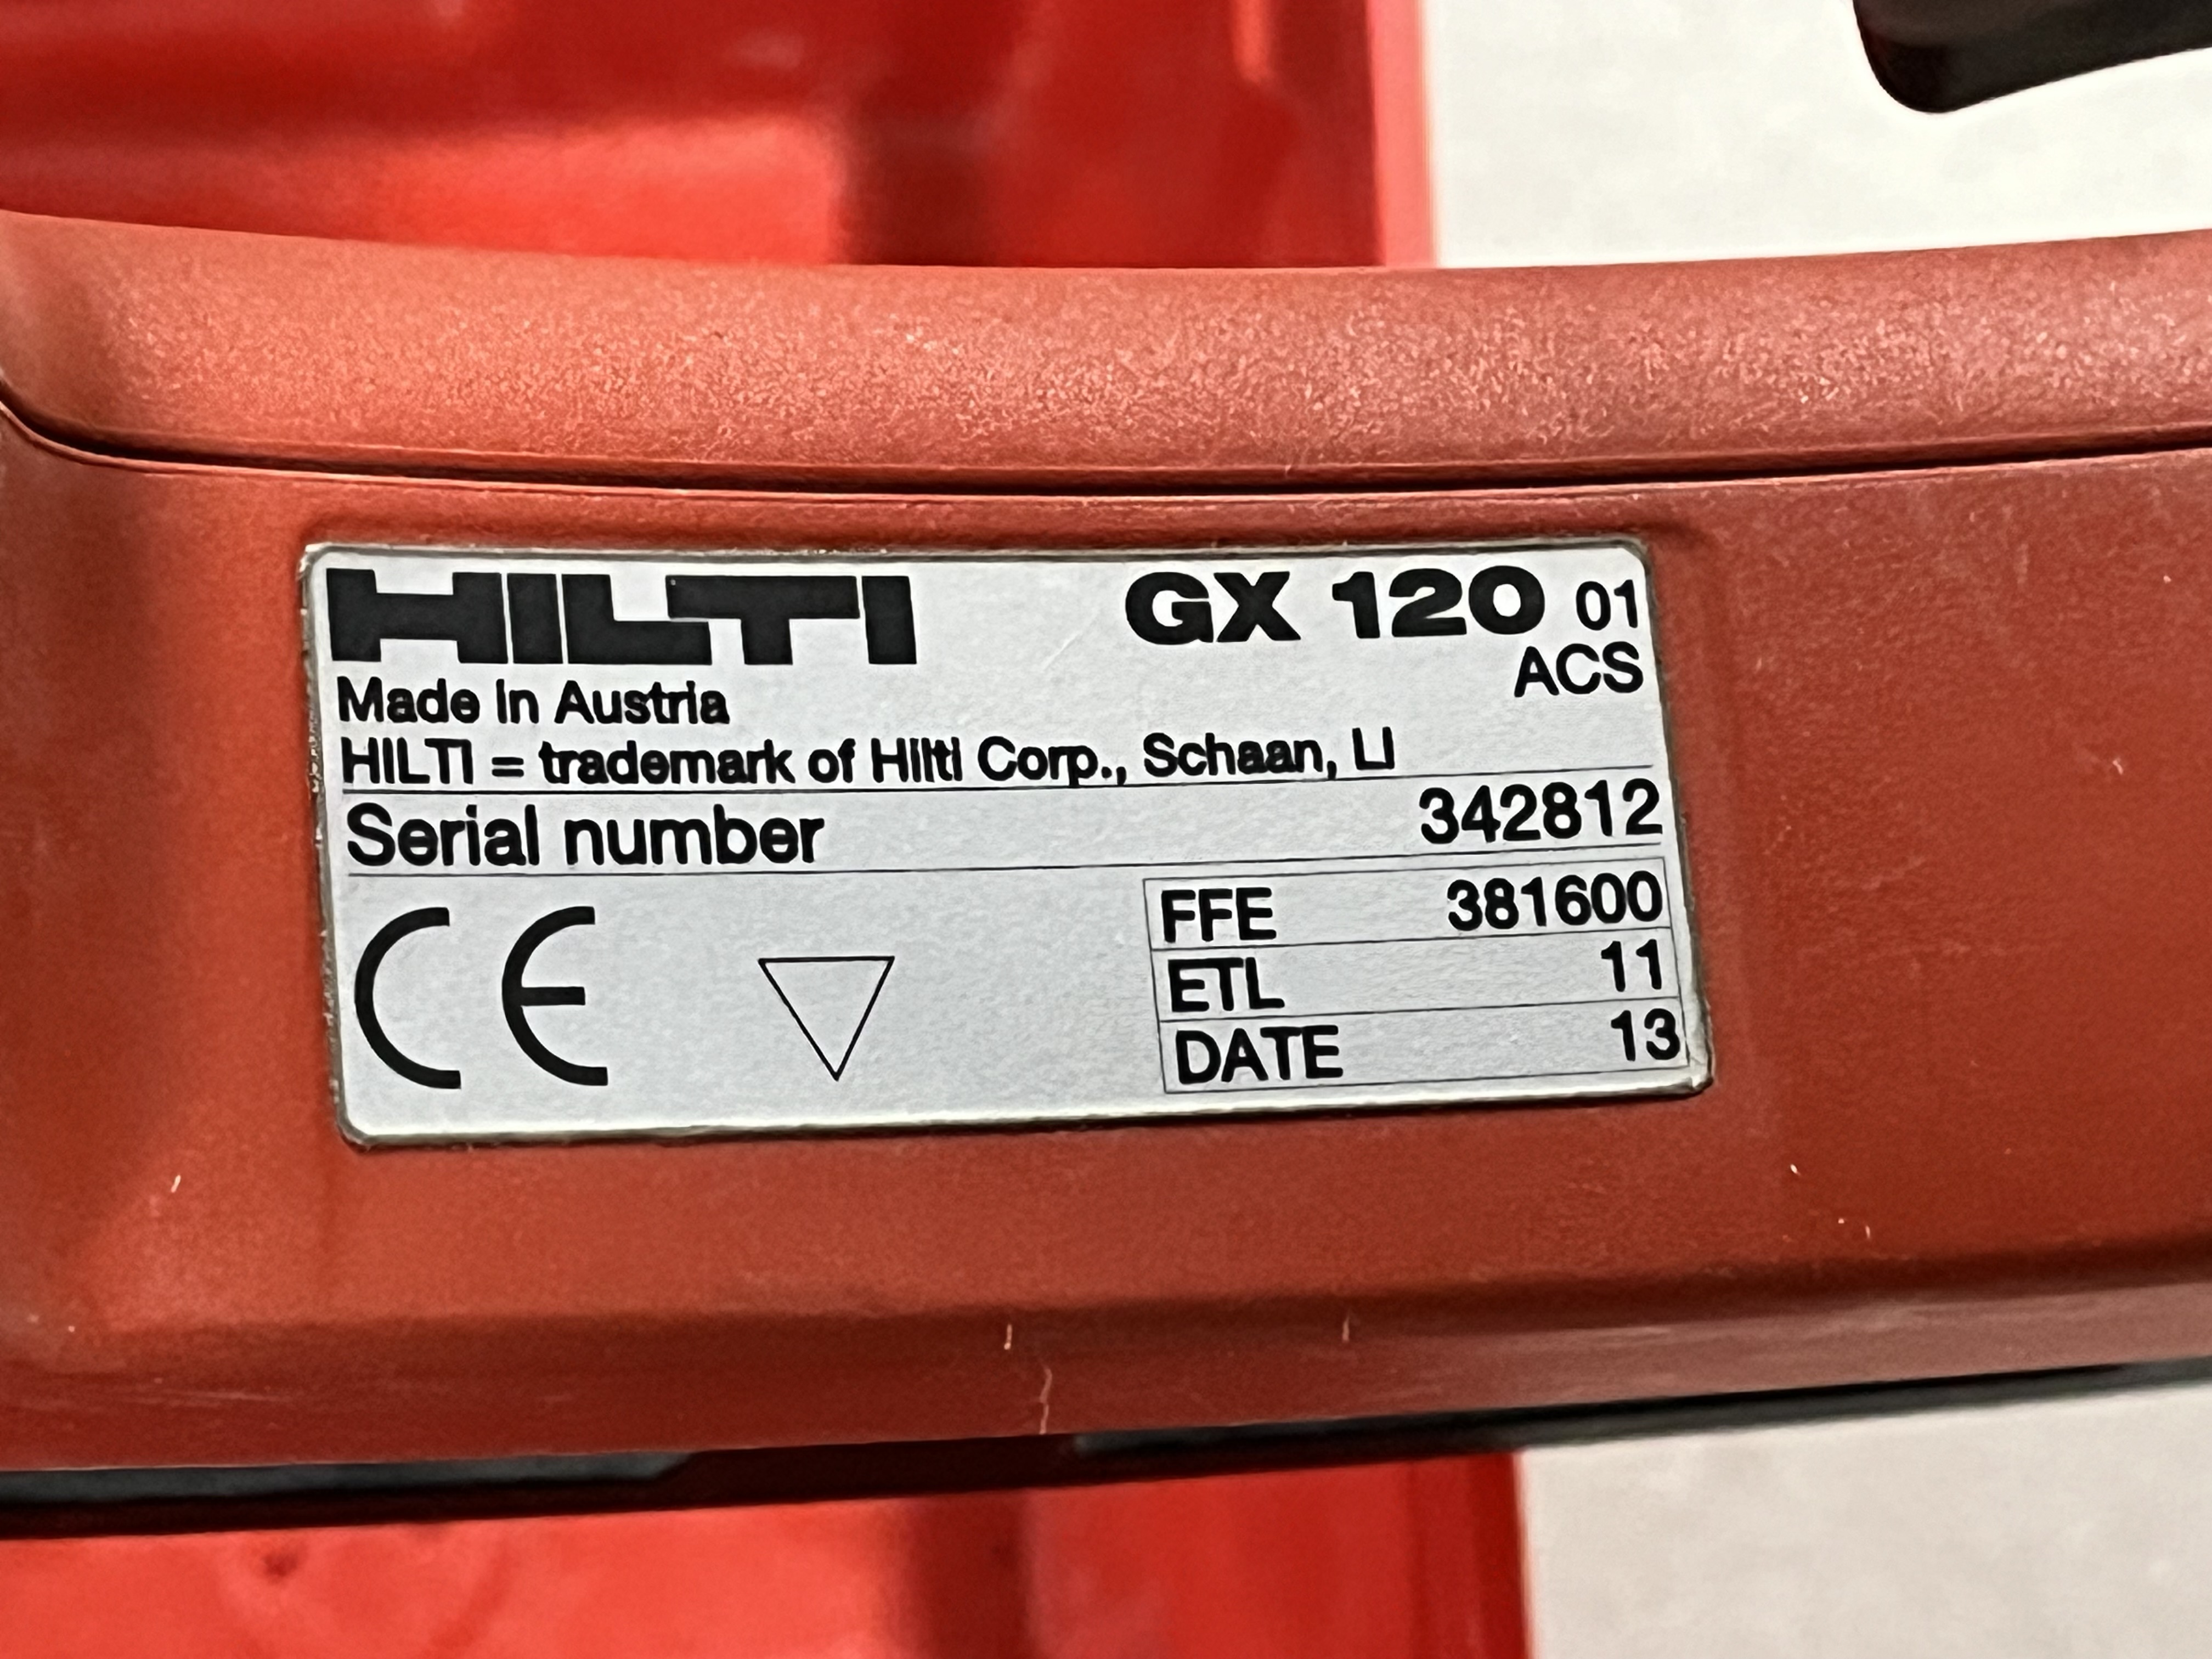 HILTI GX 120 01
ACS
Made in Austria
HILTI = trademark of Hilti Corp., Schaan, LI
Serial number 342812
CE
FFE 381600
ETL 11
DATE 13